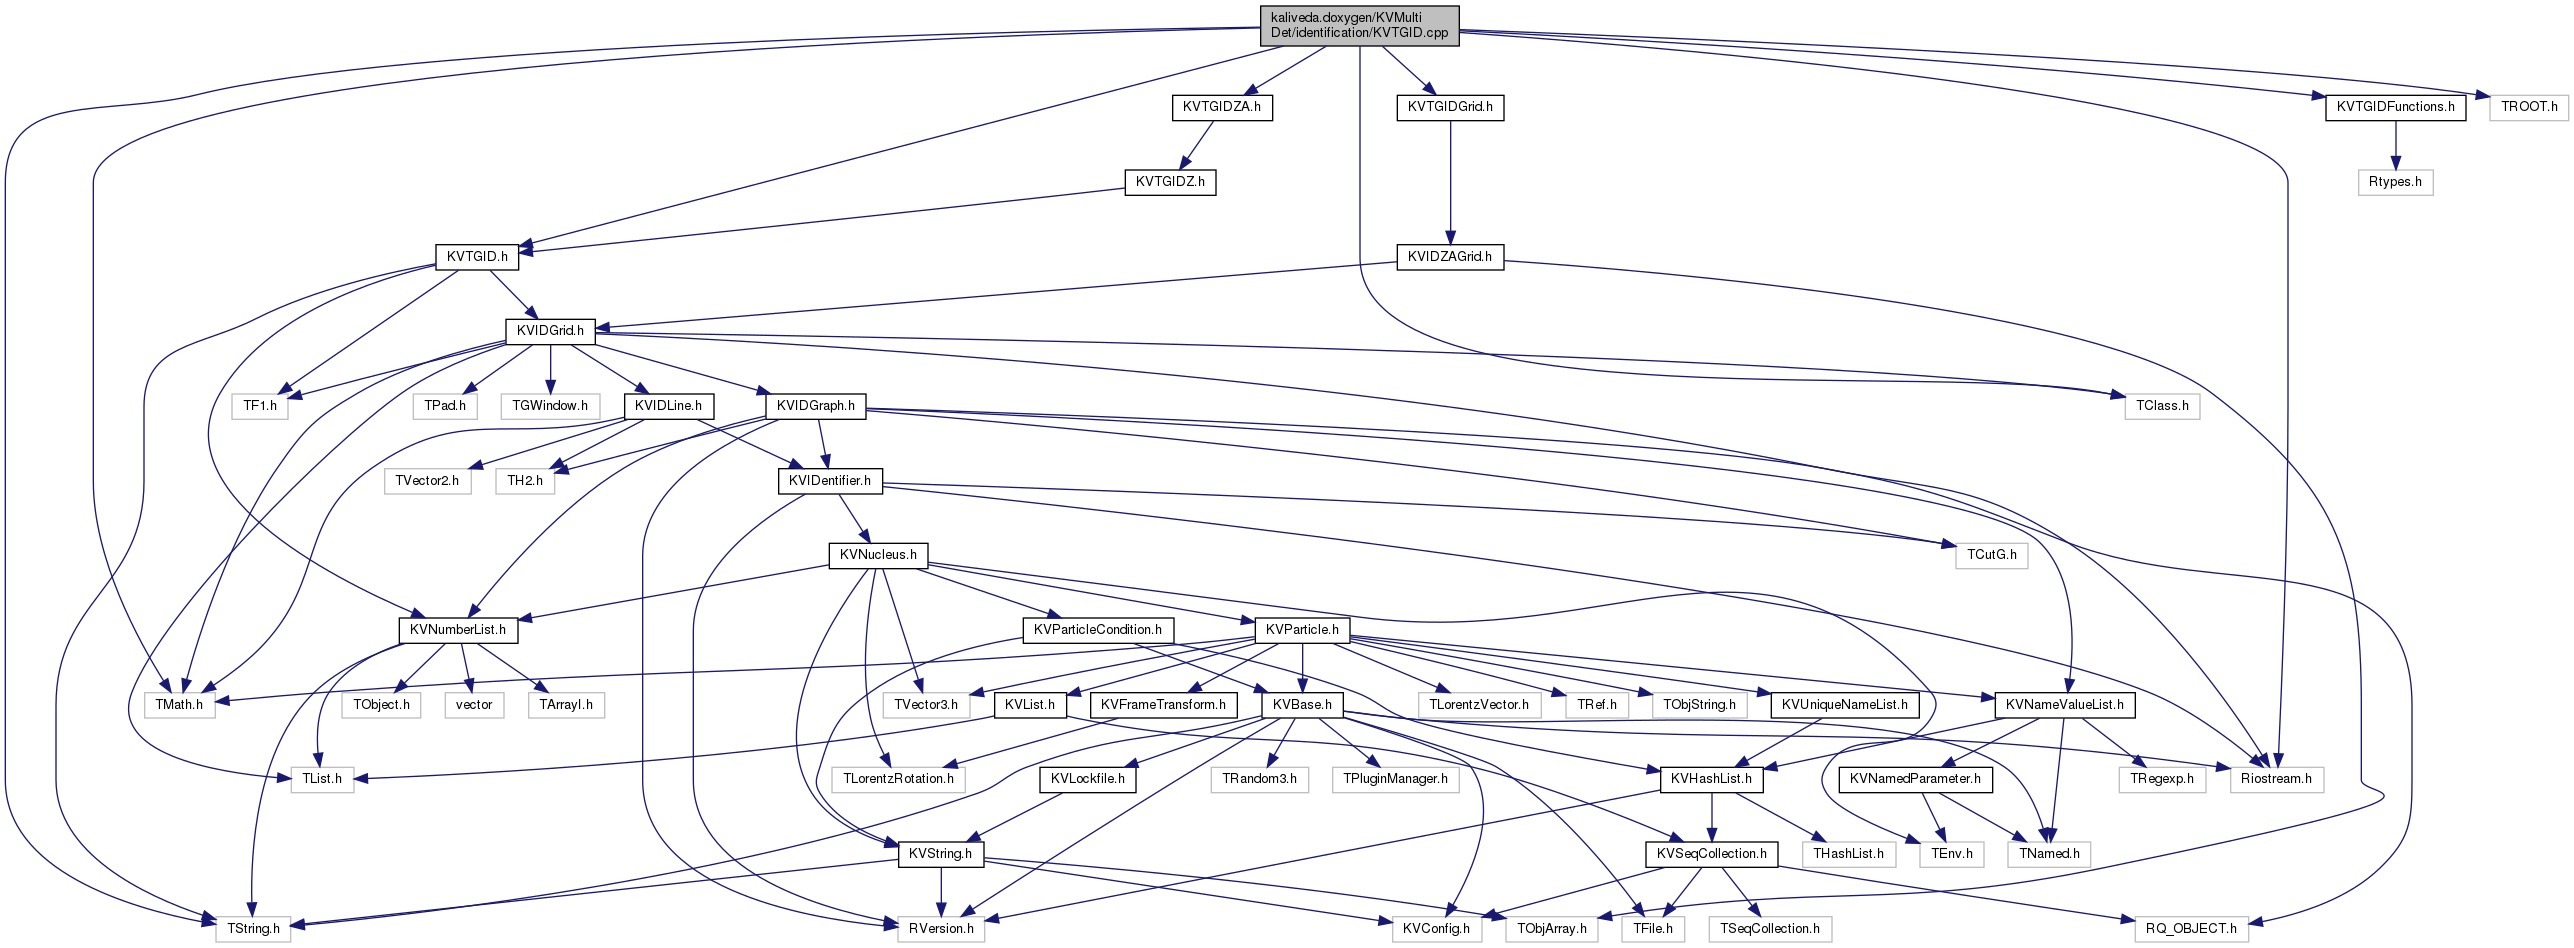 kaliveda.doxygen/KVMulti
Det/identification/KVTGID.cpp
KVTGIDZA.h
KVTGIDGrid.h
KVTGIDFunctions.h
TROOT.h
KVTGIDZ.h
Rtypes.h
KVTGID.h
KVIDZAGrid.h
KVIDGrid.h
TF1.h
TPad.h
TGWindow.h
KVIDLine.h
KVIDGraph.h
TClass.h
TVector2.h
TH2.h
KVIDentifier.h
KVNucleus.h
TCutG.h
KVNumberList.h
KVParticleCondition.h
KVParticle.h
TMath.h
TObject.h
vector
TArrayI.h
TVector3.h
KVList.h
KVFrameTransform.h
KVBase.h
TLorentzVector.h
TRef.h
TObjString.h
KVUniqueNameList.h
KVNameValueList.h
TList.h
TLorentzRotation.h
KVLockfile.h
TRandom3.h
TPluginManager.h
KVHashList.h
KVNamedParameter.h
TRegexp.h
Riostream.h
KVString.h
KVSeqCollection.h
THashList.h
TEnv.h
TNamed.h
TString.h
RVersion.h
KVConfig.h
TObjArray.h
TFile.h
TSeqCollection.h
RQ_OBJECT.h